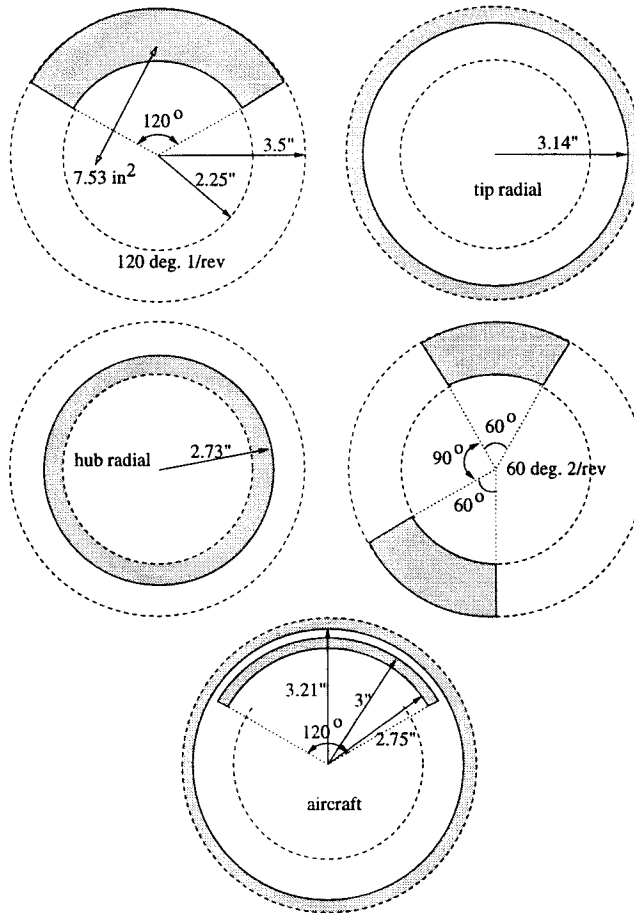 120°
3.5"
7.53 in²
2.25"
120 deg. 1/rev
3.14"
tip radial
hub radial
2.73"
60°
90°
60 deg. 2/rev
60°
3.21"
3"
120°
2.75"
aircraft